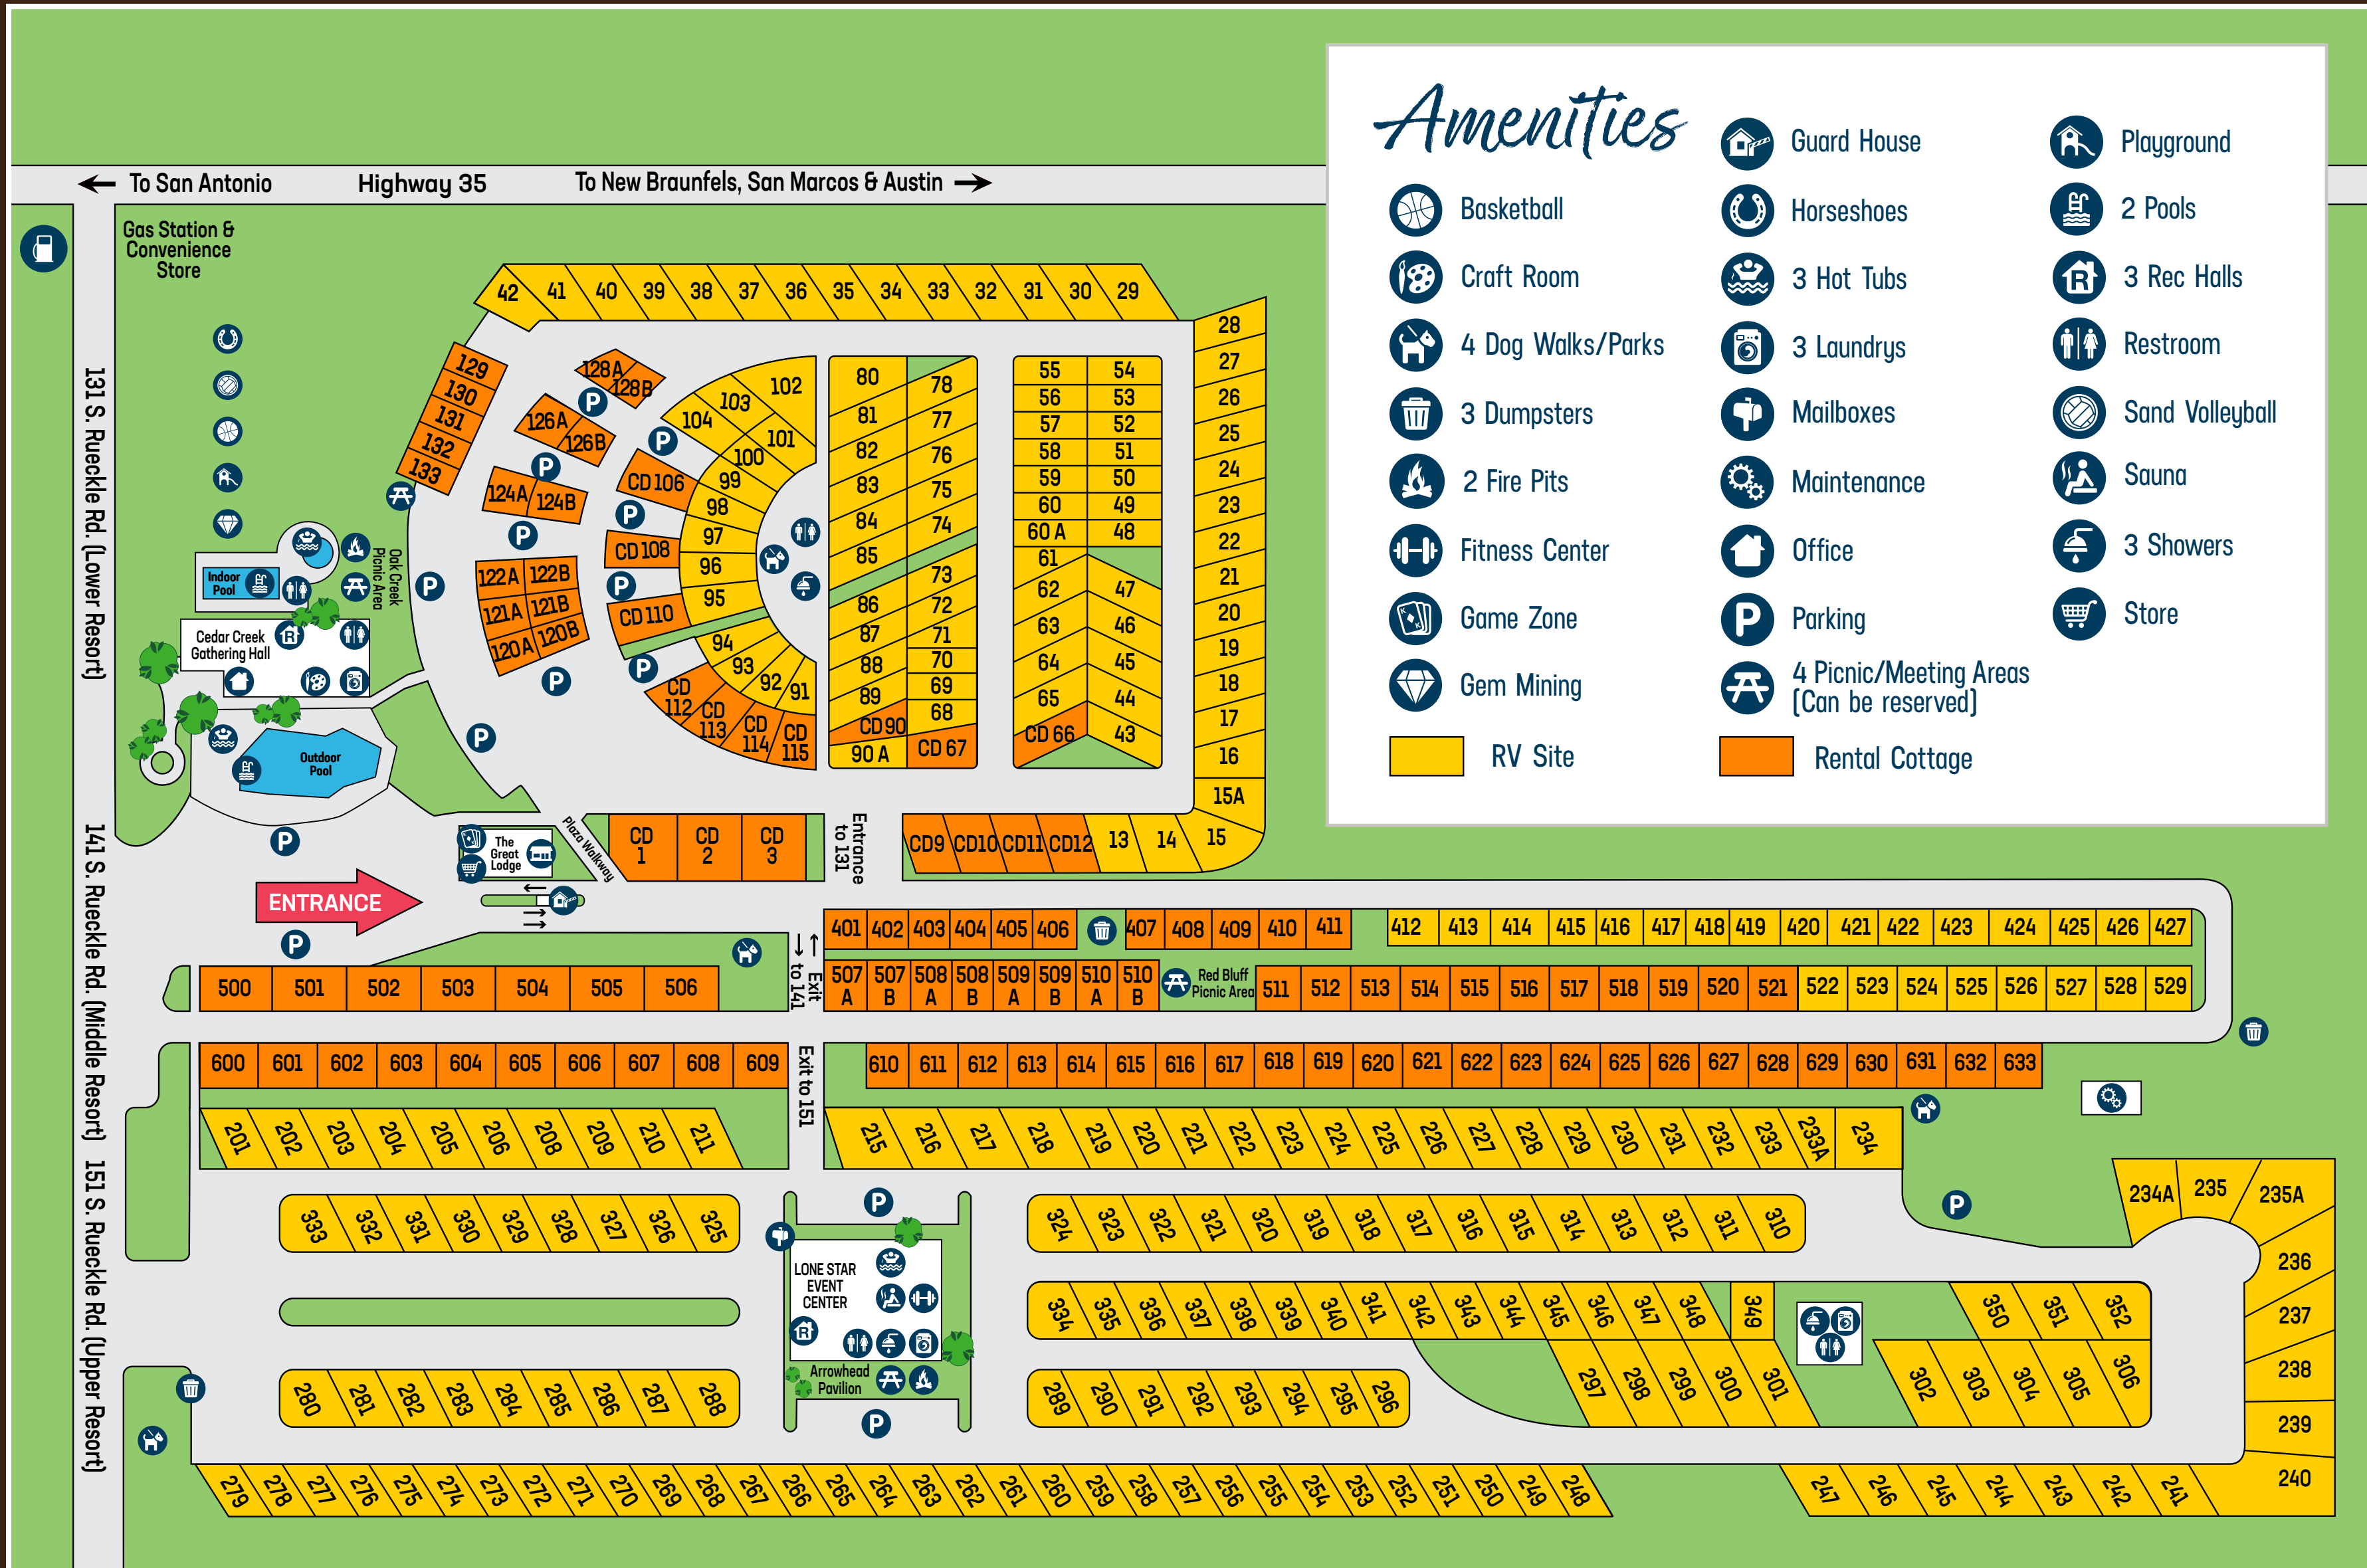 Amenities
Basketball
Craft Room
4 Dog Walks/Parks
3 Dumpsters
2 Fire Pits
Fitness Center
Game Zone
Gem Mining
RV Site
Guard House
Horseshoes
3 Hot Tubs
3 Laundrys
Mailboxes
Maintenance
Office
P Parking
4 Picnic/Meeting Areas
(Can be reserved)
Rental Cottage
Playground
2 Pools
R 3 Rec Halls
Restroom
Sand Volleyball
Sauna
3 Showers
Store
To San Antonio
Highway 35
To New Braunfels, San Marcos & Austin
Gas Station &
Convenience
Store
131 S. Rueckle Rd. (Lower Resort)
141 S. Rueckle Rd. (Middle Resort)
151 S. Rueckle Rd. (Upper Resort)
42 41 40 39 38 37 36 35 34 33 32 31 30 29
28
27
26
25
24
23
22
21
20
19
18
17
16
15A
129
130
131
132
133
128A 128B
P
126A 126B
P
P
124A 124B
P
P
122A 122B
121A 121B
120A 120B
P
P
P
P
P
CD 106
CD 108
CD 110
CD
112
CD
113
CD
114
CD
115
102
103
104
101
100
99
98
97
96
95
94
93
92
91
80
81
82
83
84
85
86
87
88
89
CD 90
90 A
78
77
76
75
74
73
72
71
70
69
68
CD 67
55 54
56 53
57 52
58 51
59 50
60 49
60 A 48
61
62 47
63 46
64 45
65 44
CD 66 43
Indoor
Pool
Oak Creek
Picnic Area
Cedar Creek
Gathering Hall
R
Outdoor
Pool
P
The
Great
Lodge
Plaza Walkway
CD
1
CD
2
CD
3
Entrance
to 131
CD9 CD10 CD11 CD12 13 14 15
ENTRANCE
P
401 402 403 404 405 406 407 408 409 410 411 412 413 414 415 416 417 418 419 420 421 422 423 424 425 426 427
500 501 502 503 504 505 506
Exit
to 141
507
A
507
B
508
A
508
B
509
A
509
B
510
A
510
B
Red Bluff
Picnic Area
511 512 513 514 515 516 517 518 519 520 521 522 523 524 525 526 527 528 529
600 601 602 603 604 605 606 607 608 609
Exit to 151
610 611 612 613 614 615 616 617 618 619 620 621 622 623 624 625 626 627 628 629 630 631 632 633
201 202 203 204 205 206 208 209 210 211
215 216 217 218 219 220 221 222 223 224 225 226 227 228 229 230 231 232 233 233A 234
234A 235 235A
236
237
238
239
240
P
P
333 332 331 330 329 328 327 326 325
324 323 322 321 320 319 318 317 316 315 314 313 312 311 310
LONE STAR
EVENT
CENTER
R
Arrowhead
Pavilion
P
334 335 336 337 338 339 340 341 342 343 344 345 346 347 348 349
350 351 352
280 281 282 283 284 285 286 287 288
289 290 291 292 293 294 295 296
297 298 299 300 301
302 303 304 305 306
279 278 277 276 275 274 273 272 271 270 269 268 267 266 265 264 263 262 261 260 259 258 257 256 255 254 253 252 251 250 249 248
247 246 245 244 243 242 241